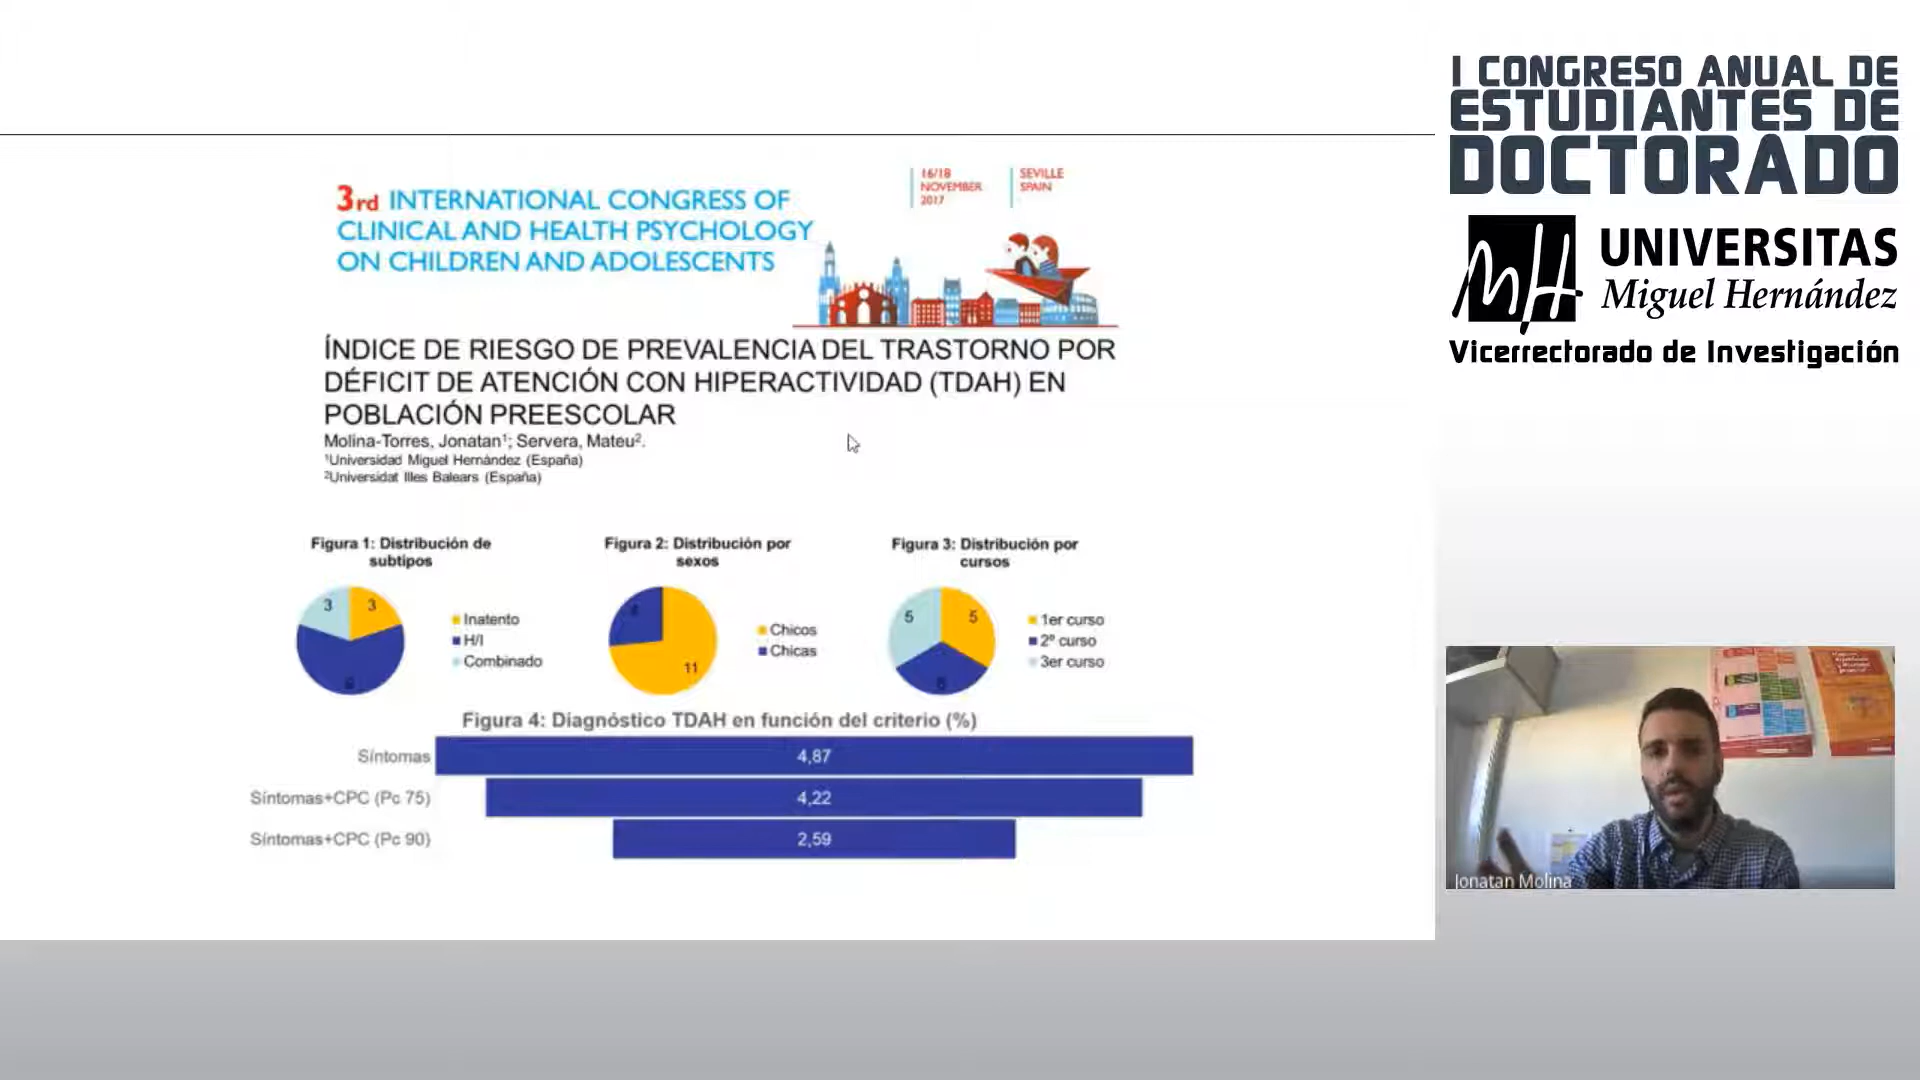 I CONGRESO ANUAL DE
ESTUDIANTES DE
DOCTORADO
UNIVERSITAS
Miguel Hernández
Vicerrectorado de Investigación
3rd INTERNATIONAL CONGRESS OF
CLINICAL AND HEALTH PSYCHOLOGY
ON CHILDREN AND ADOLESCENTS
16/18
NOVEMBER
2017
SEVILLE
SPAIN
ÍNDICE DE RIESGO DE PREVALENCIA DEL TRASTORNO POR
DÉFICIT DE ATENCIÓN CON HIPERACTIVIDAD (TDAH) EN
POBLACIÓN PREESCOLAR
Molina-Torres, Jonatan¹; Servera, Mateu².
¹Universidad Miguel Hernández (España)
²Universidat Illes Balears (España)
Figura 1: Distribución de
subtipos
3
3
Inatento
H/I
Combinado
Figura 2: Distribución por
sexos
4
11
Chicos
Chicas
Figura 3: Distribución por
cursos
5
5
5
1er curso
2º curso
3er curso
Figura 4: Diagnóstico TDAH en función del criterio (%)
Síntomas
4,87
Síntomas+CPC (Pc 75)
4,22
Síntomas+CPC (Pc 90)
2,59
Jonatan Molina